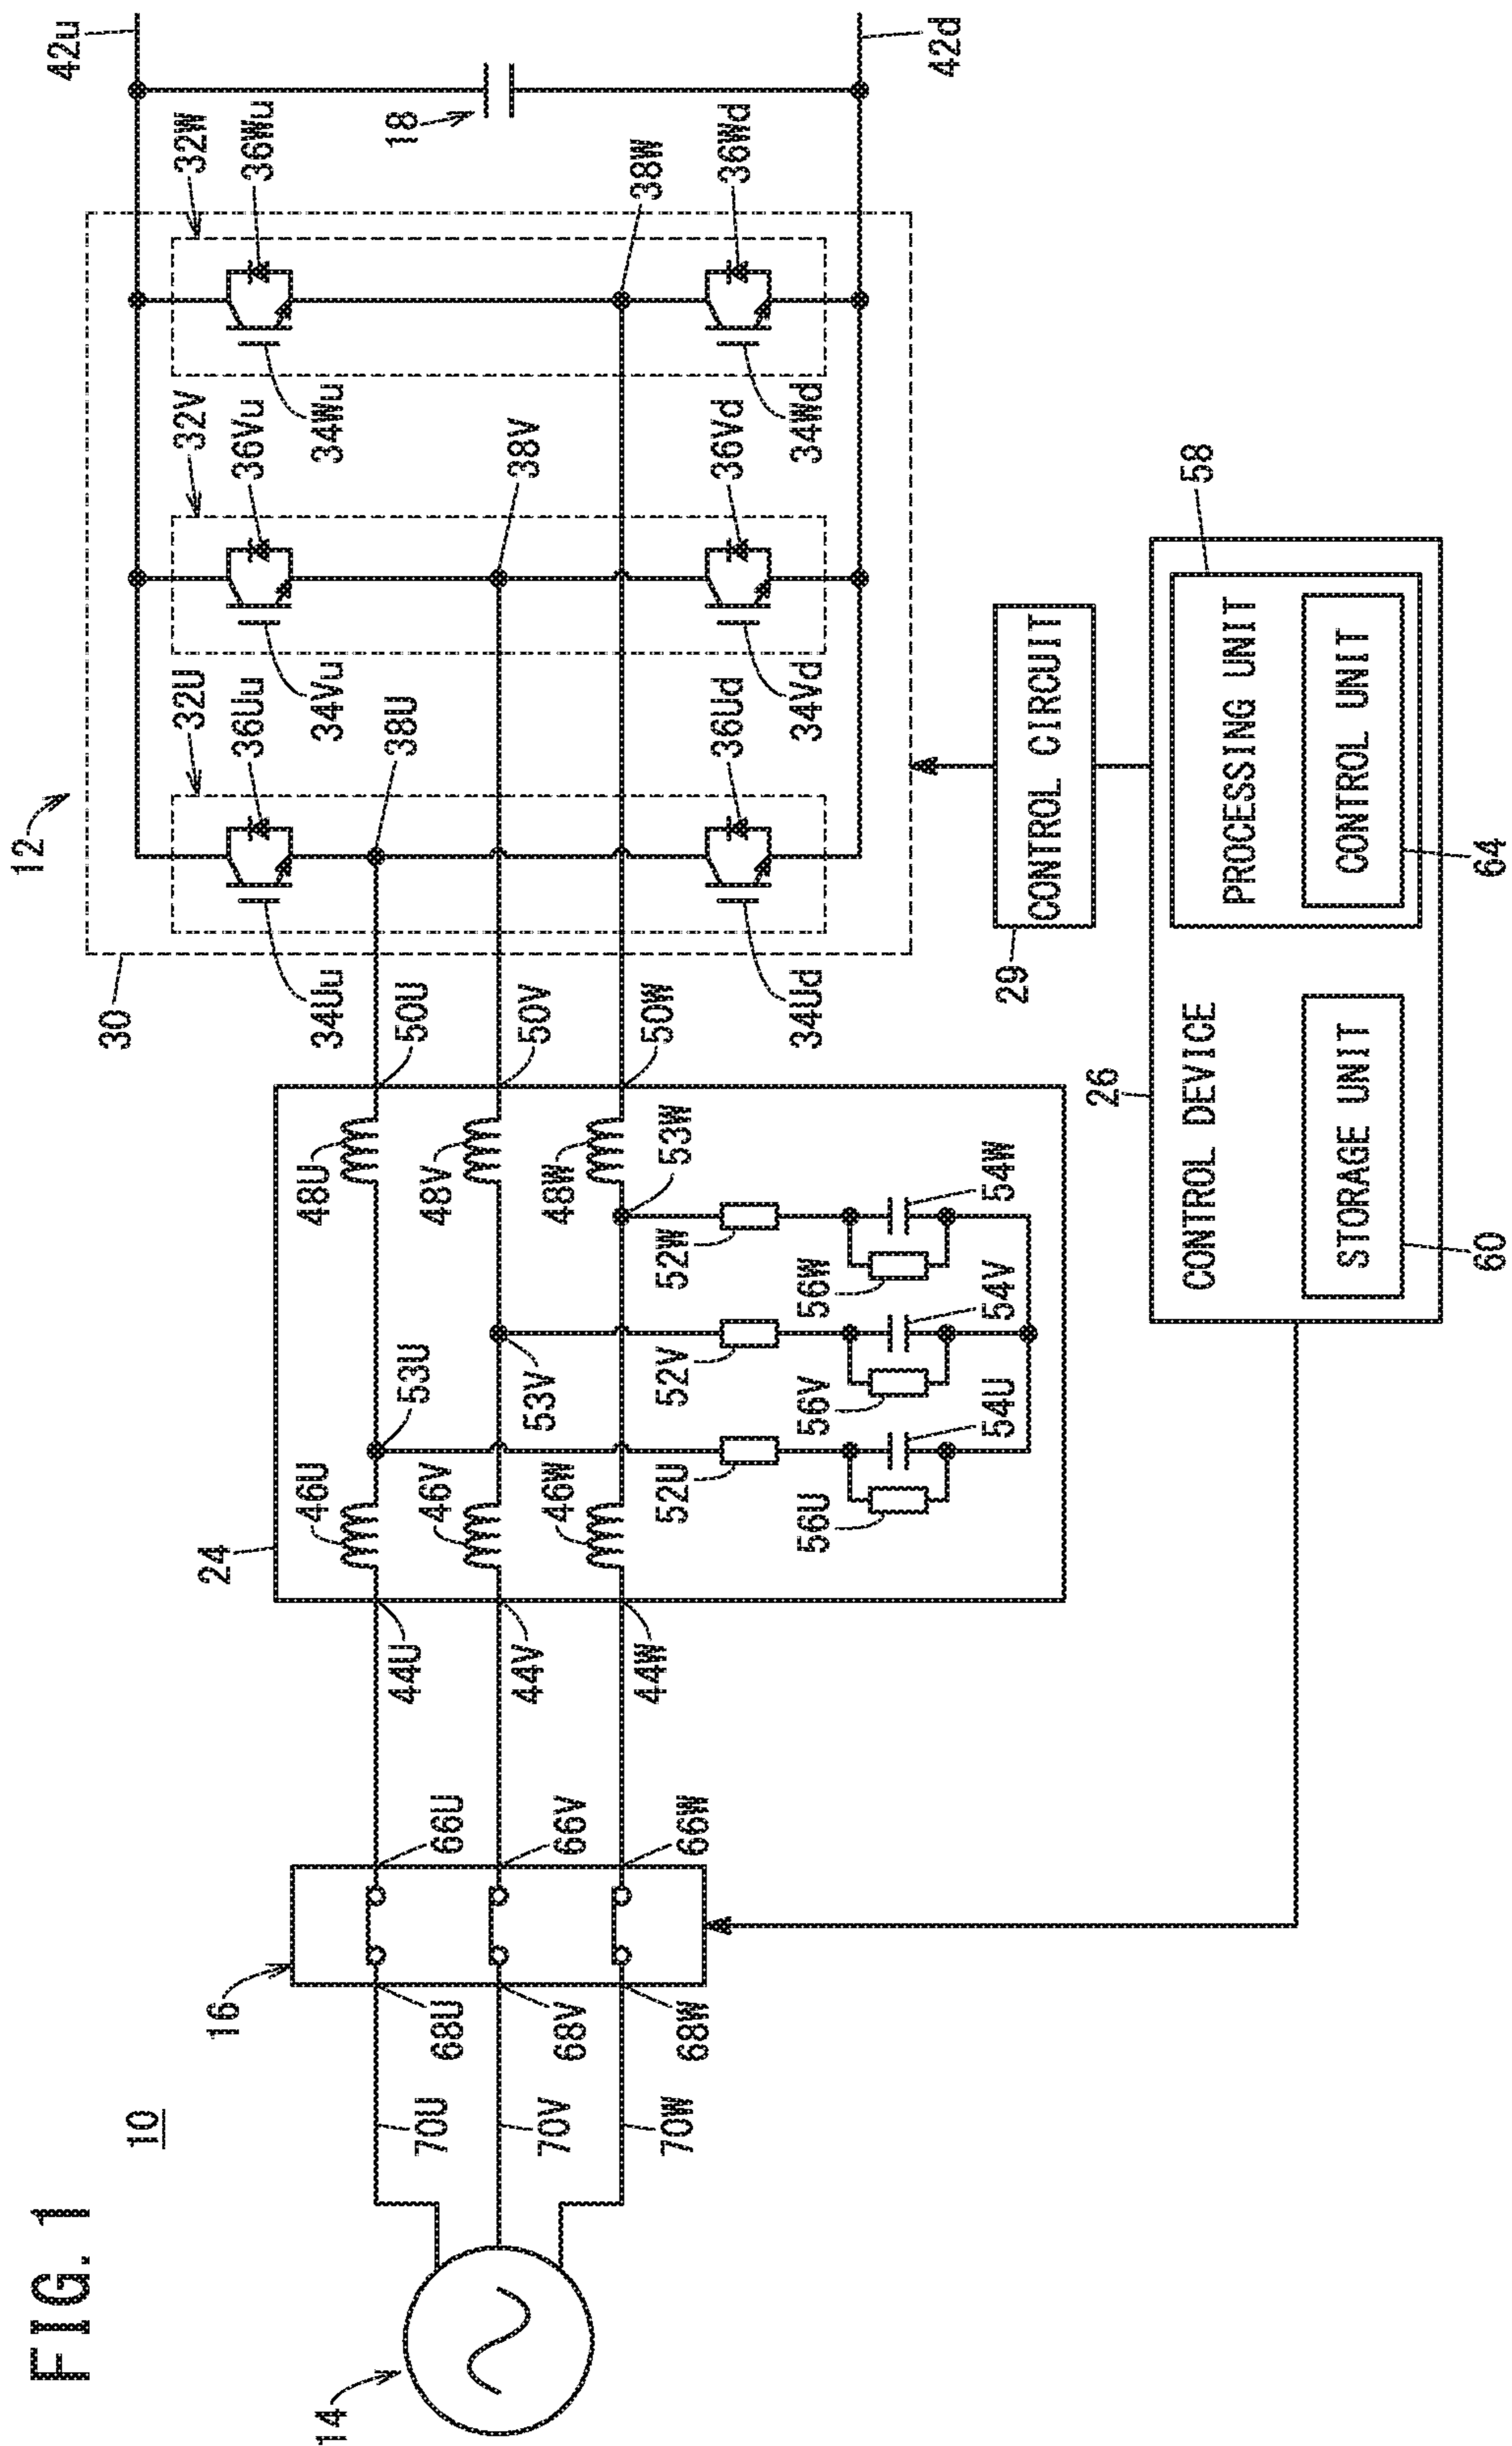 FIG. 1
10
12
42u
32U
32V
32W
36Uu
36Vu
36Wu
18
30
34Uu
34Vu
34Wu
24
48U
50U
38U
46U
53U
14
16
66U
44U
68U
70U
48V
50V
38V
46V
53V
66V
44V
68V
70V
48W
50W
38W
46W
53W
66W
44W
68W
70W
52U
52V
52W
36Ud
36Vd
36Wd
34Ud
34Vd
34Wd
56U
56V
56W
42d
54U
54V
54W
29
CONTROL CIRCUIT
26
58
CONTROL DEVICE
PROCESSING UNIT
STORAGE UNIT
CONTROL UNIT
60
64